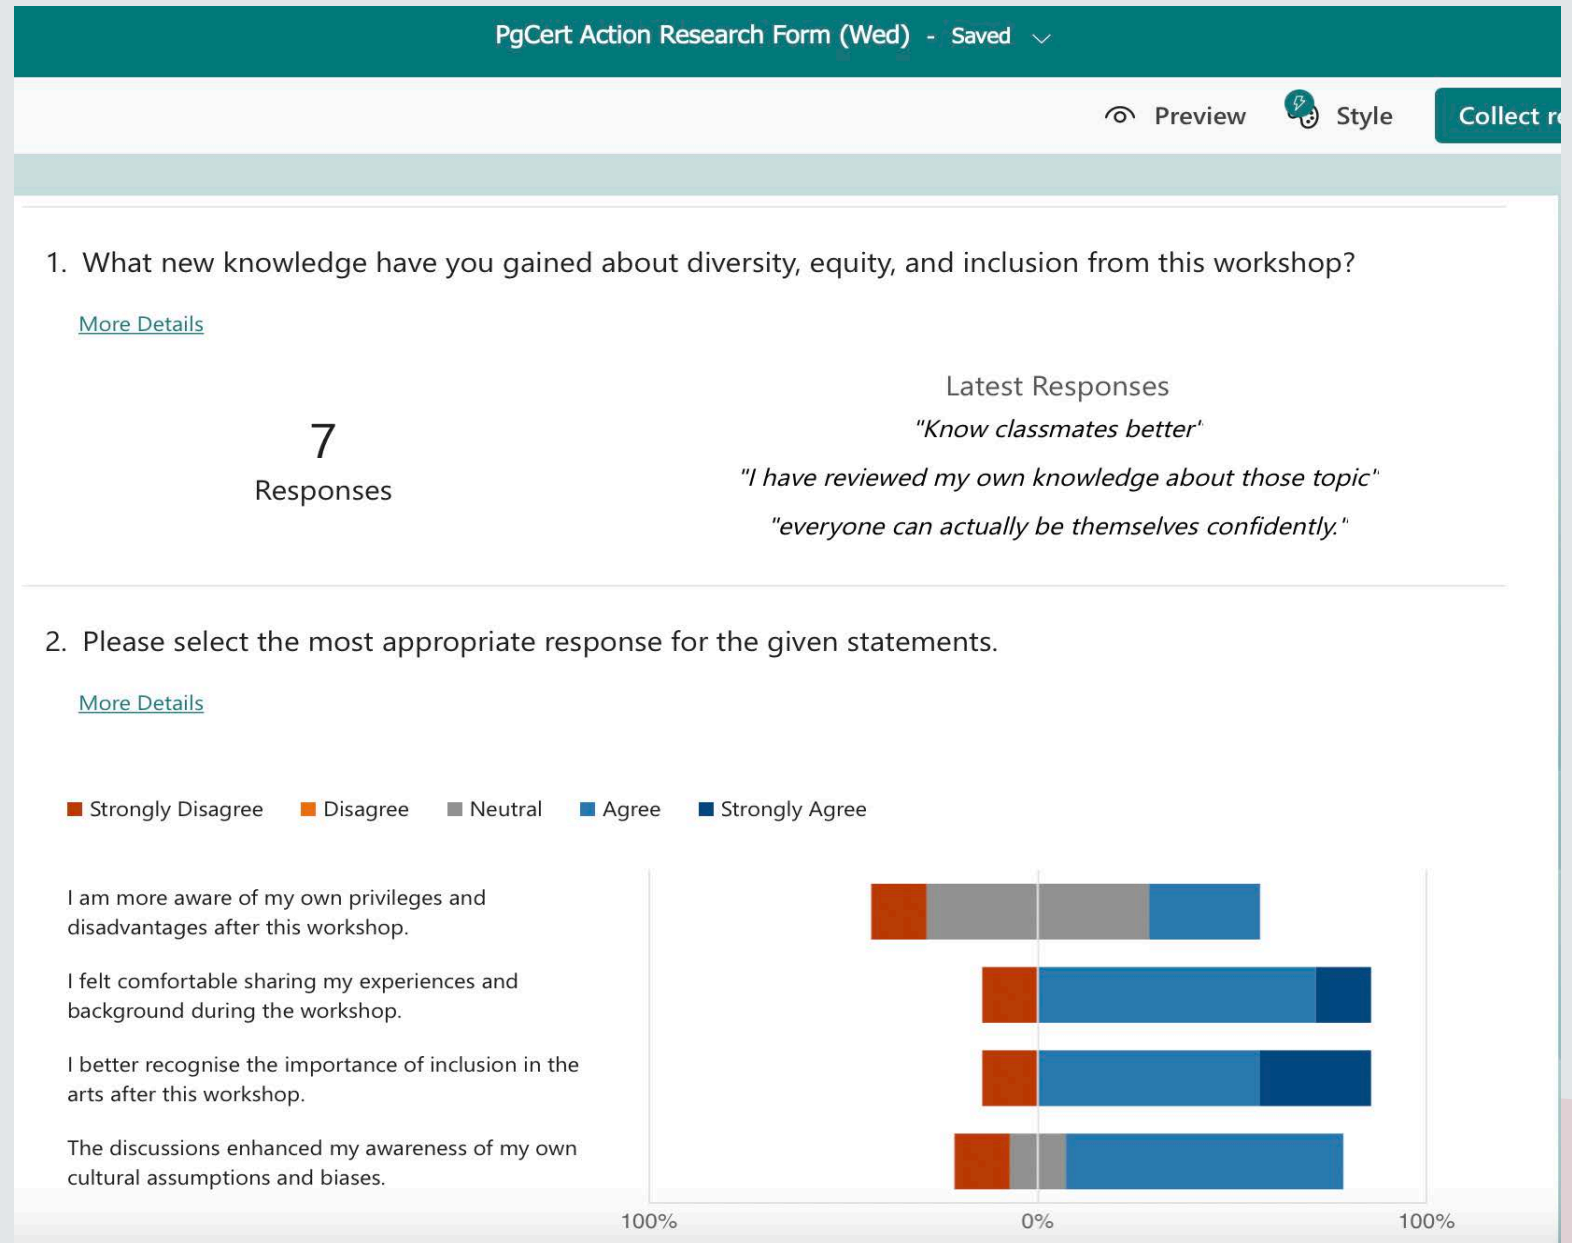 PgCert Action Research Form (Wed) - Saved
Preview
Style
Collect re
1. What new knowledge have you gained about diversity, equity, and inclusion from this workshop?
More Details
7
Responses
Latest Responses
"Know classmates better"
"I have reviewed my own knowledge about those topic"
"everyone can actually be themselves confidently."
2. Please select the most appropriate response for the given statements.
More Details
Strongly Disagree
Disagree
Neutral
Agree
Strongly Agree
I am more aware of my own privileges and
disadvantages after this workshop.
I felt comfortable sharing my experiences and
background during the workshop.
I better recognise the importance of inclusion in the
arts after this workshop.
The discussions enhanced my awareness of my own
cultural assumptions and biases.
100%
0%
100%